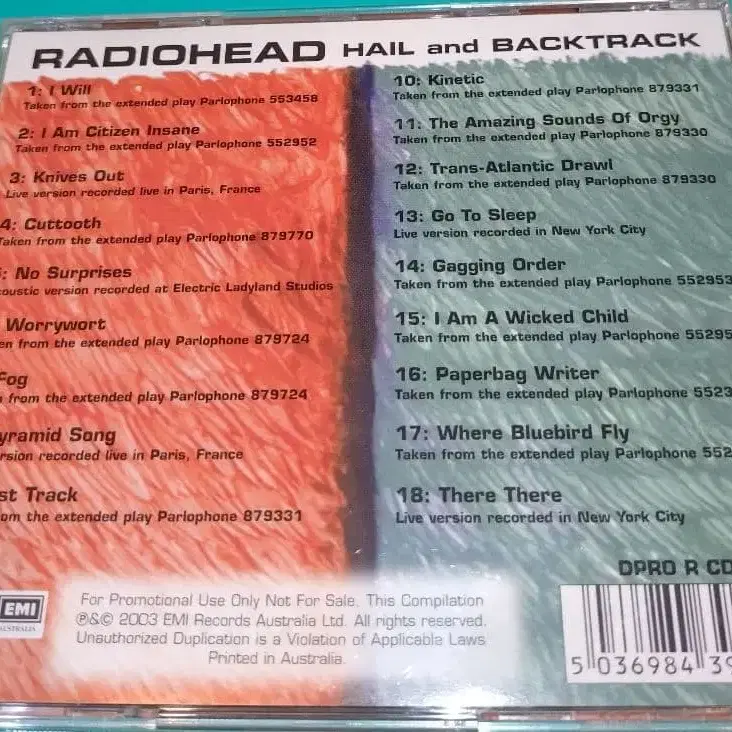 RADIOHEAD HAIL and BACKTRACK
1: I Will
Taken from the extended play Parlophone 553458
2: I Am Citizen Insane
Taken from the extended play Parlophone 552952
3: Knives Out
Live version recorded live in Paris, France
4: Cuttooth
Taken from the extended play Parlophone 879770
: No Surprises
coustic version recorded at Electric Ladyland Studios
Worrywort
en from the extended play Parlophone 879724
Fog
from the extended play Parlophone 879724
yramid Song
rsion recorded live in Paris, France
st Track
om the extended play Parlophone 879331
10: Kinetic
Taken from the extended play Parlophone 879331
11: The Amazing Sounds Of Orgy
Taken from the extended play Parlophone 879330
12: Trans-Atlantic Drawl
Taken from the extended play Parlophone 879330
13: Go To Sleep
Live version recorded in New York City
14: Gagging Order
Taken from the extended play Parlophone 552953
15: I Am A Wicked Child
Taken from the extended play Parlophone 55295
16: Paperbag Writer
Taken from the extended play Parlophone 5523
17: Where Bluebird Fly
Taken from the extended play Parlophone 552
18: There There
Live version recorded in New York City
DPRO R CD
EMI
AUSTRALIA
For Promotional Use Only Not For Sale. This Compilation
℗&© 2003 EMI Records Australia Ltd. All rights reserved.
Unauthorized Duplication is a Violation of Applicable Laws
Printed in Australia.
5 036984 39